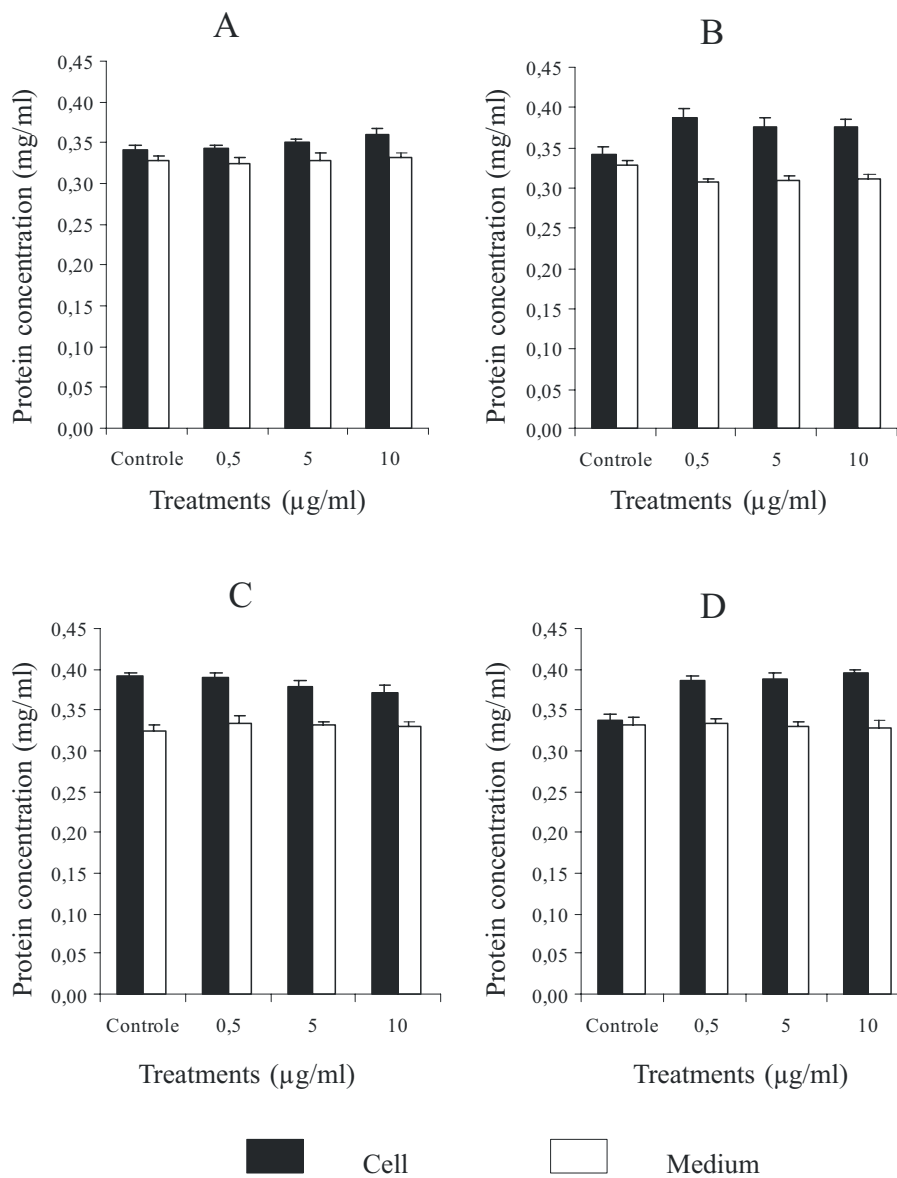 A
Protein concentration (mg/ml)
0,45
0,40
0,35
0,30
0,25
0,20
0,15
0,10
0,05
0,00
Controle 0,5 5 10
Treatments (µg/ml)
B
Protein concentration (mg/ml)
0,45
0,40
0,35
0,30
0,25
0,20
0,15
0,10
0,05
0,00
Controle 0,5 5 10
Treatments (µg/ml)
C
Protein concentration (mg/ml)
0,45
0,40
0,35
0,30
0,25
0,20
0,15
0,10
0,05
0,00
Controle 0,5 5 10
Treatments (µg/ml)
D
Protein concentration (mg/ml)
0,45
0,40
0,35
0,30
0,25
0,20
0,15
0,10
0,05
0,00
Controle 0,5 5 10
Treatments (µg/ml)
Cell Medium